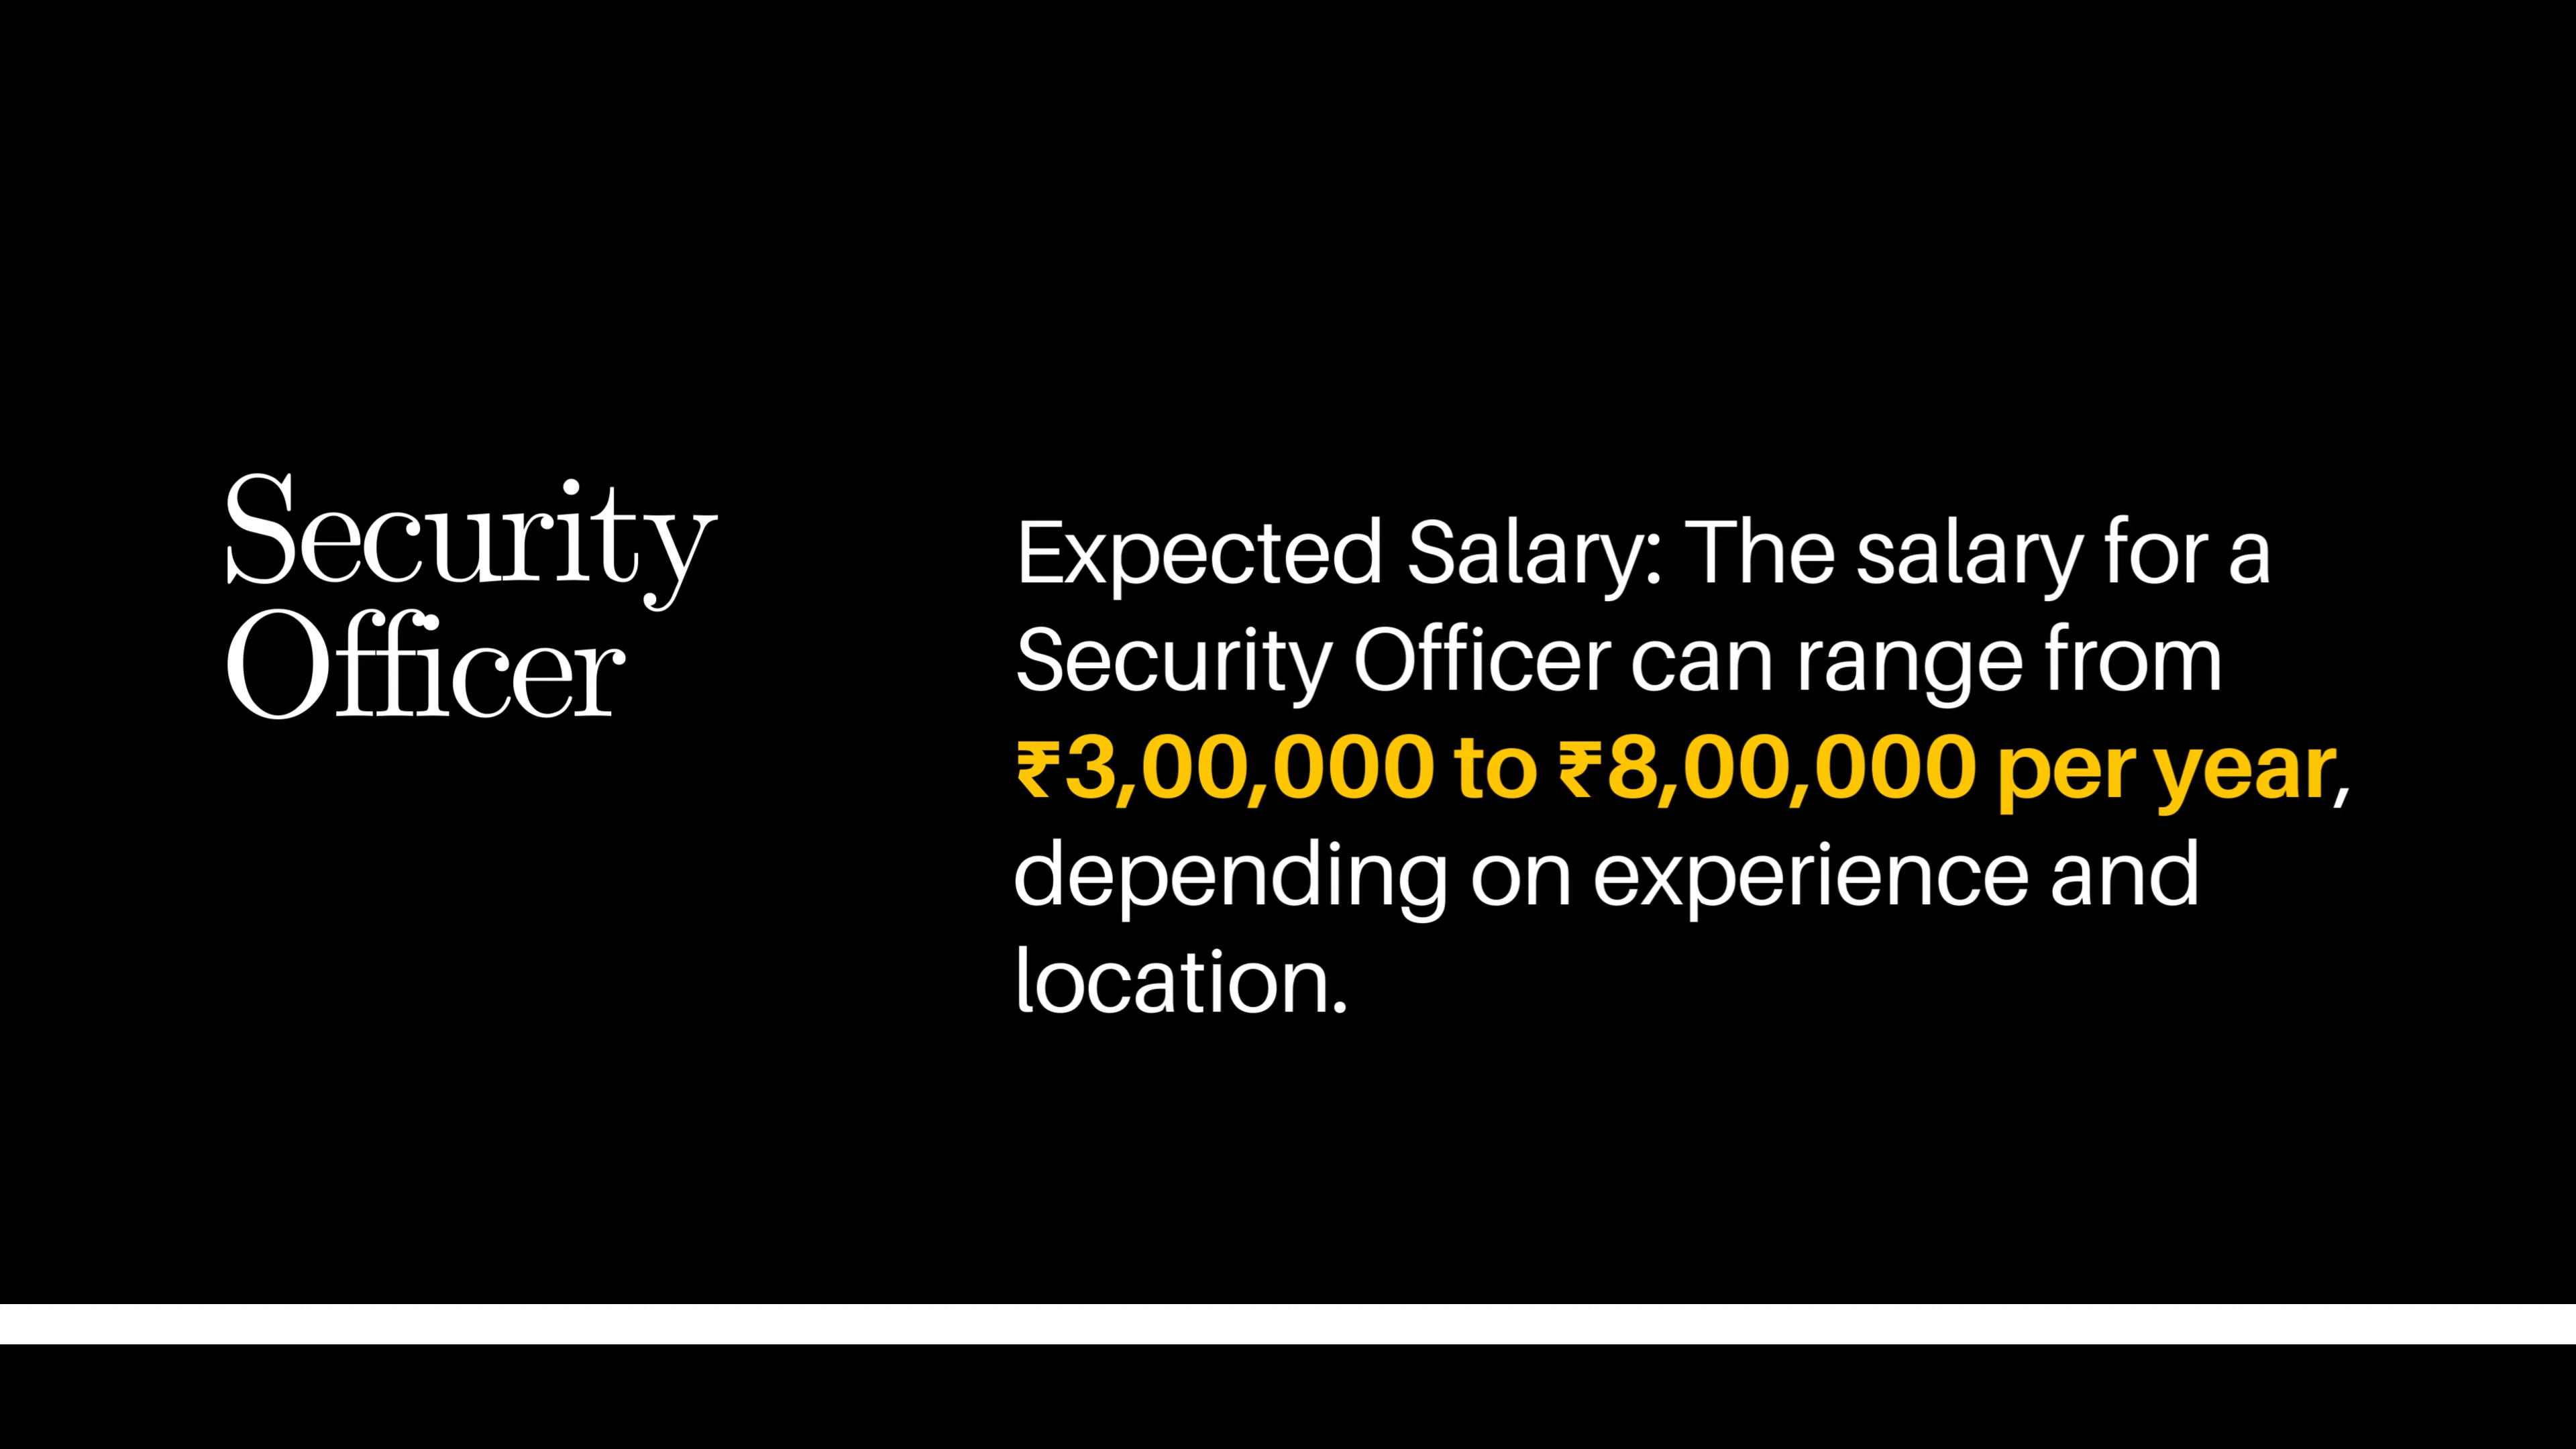 Security
Officer
Expected Salary: The salary for a
Security Officer can range from
₹3,00,000 to ₹8,00,000 per year,
depending on experience and
location.